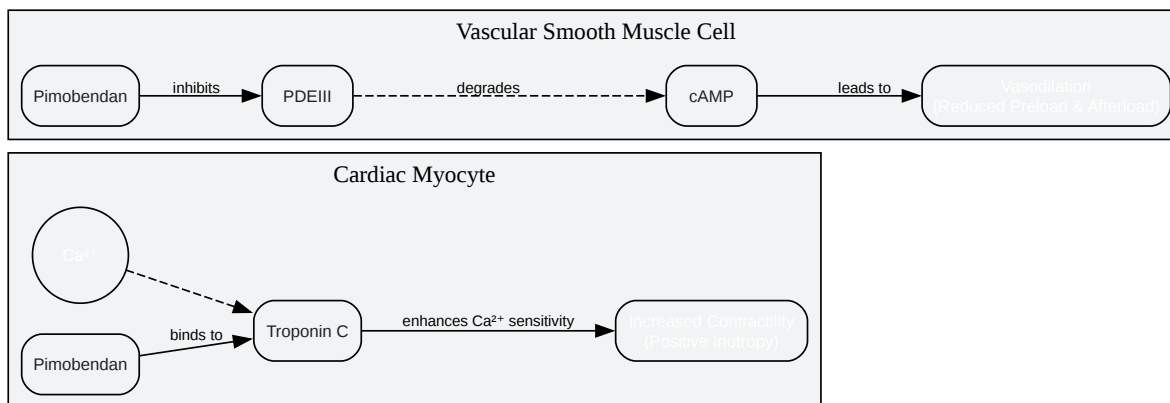 Vascular Smooth Muscle Cell
Pimobendan
inhibits
PDEIII
degrades
cAMP
leads to
Vasodilation
(Reduced Preload & Afterload)
Cardiac Myocyte
Ca²⁺
Pimobendan
binds to
Troponin C
enhances Ca²⁺ sensitivity
Increased Contractility
(Positive Inotropy)